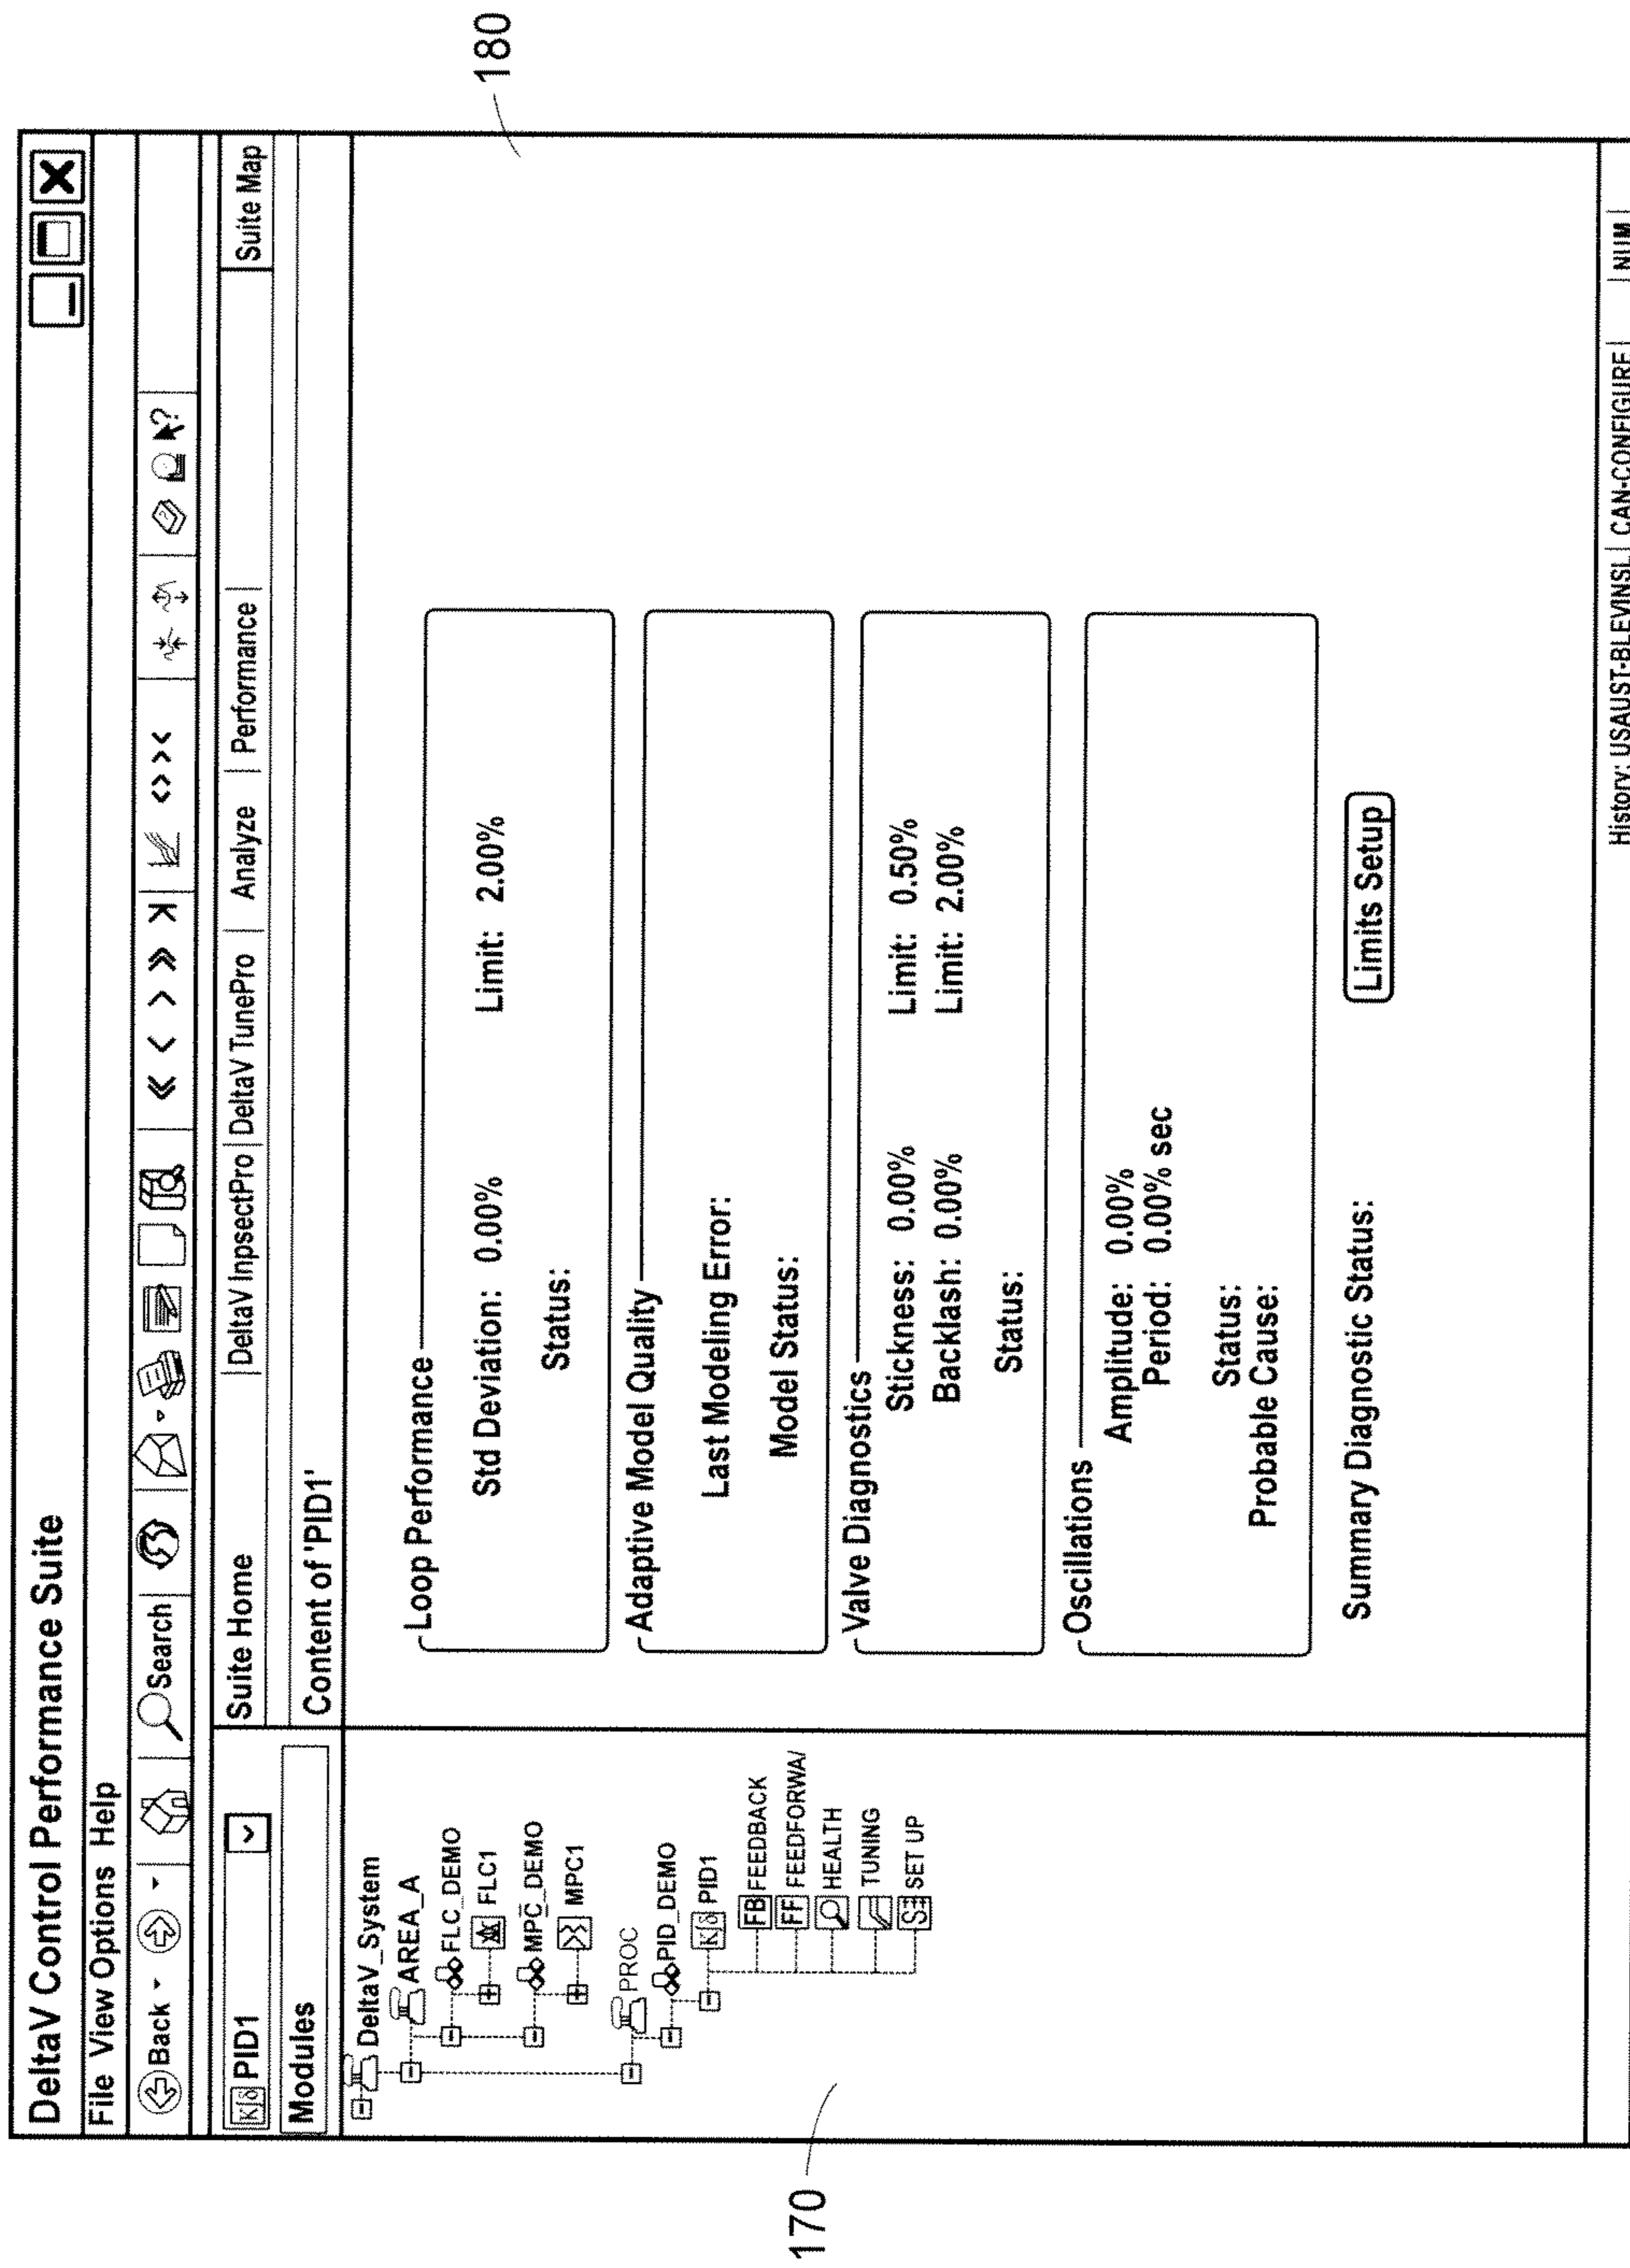 DeltaV Control Performance Suite
File View Options Help
Back Search
PID1 Suite Home DeltaV InpsectPro DeltaV TunePro Analyze Performance Suite Map
Modules Content of 'PID1'
DeltaV_System
AREA_A
FLC_DEMO
FLC1
MPC_DEMO
MPC1
PROC
PID_DEMO
K∫δ PID1
FB FEEDBACK
FF FEEDFORWA/
HEALTH
TUNING
SET UP
Loop Performance
Std Deviation: 0.00% Limit: 2.00%
Status:
Adaptive Model Quality
Last Modeling Error:
Model Status:
Valve Diagnostics
Stickness: 0.00% Limit: 0.50%
Backlash: 0.00% Limit: 2.00%
Status:
Oscillations
Amplitude: 0.00%
Period: 0.00% sec
Status:
Probable Cause:
Summary Diagnostic Status: Limits Setup
History: USAUST-BLEVINSL CAN-CONFIGURE NUM
170
180